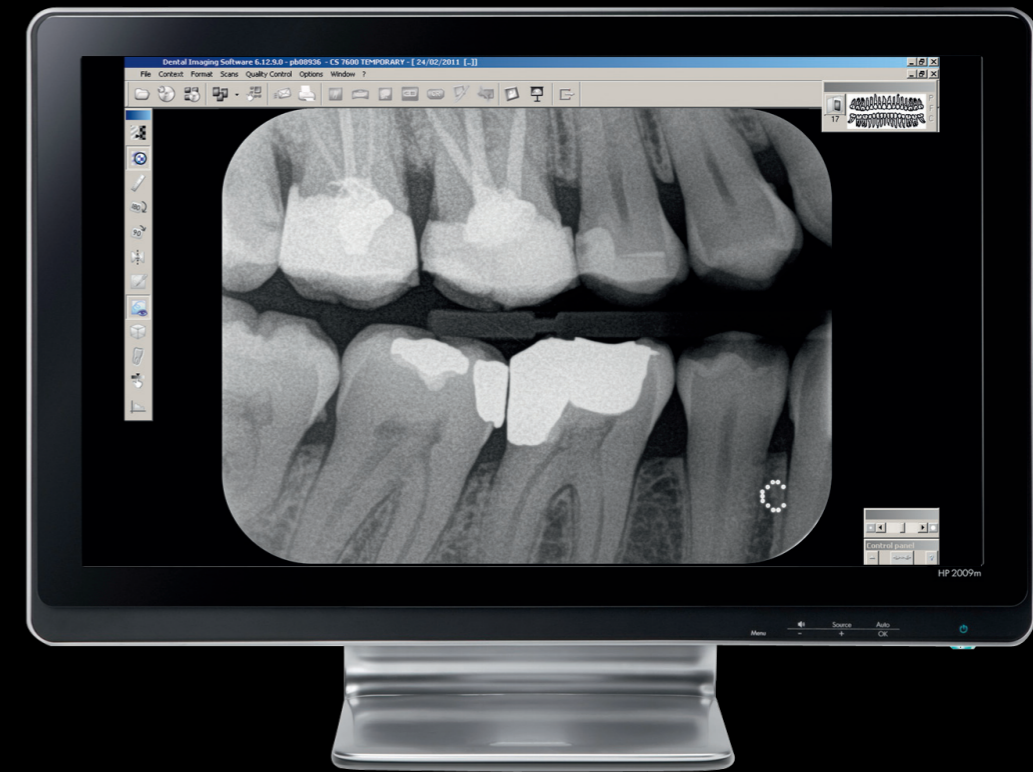 Dental Imaging Software 6.12.9.0 - pb08936 - CS 7600 TEMPORARY - [ 24/02/2011 [..]]
File Context Format Scans Quality Control Options Window ?
17
P
F
C
C
Control panel
HP 2009m
Menu - Source + Auto OK